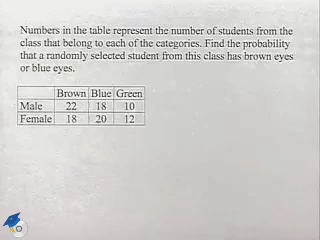 Numbers in the table represent the number of students from the
class that belong to each of the categories. Find the probability
that a randomly selected student from this class has brown eyes
or blue eyes.
Brown Blue Green
Male 22 18 10
Female 18 20 12